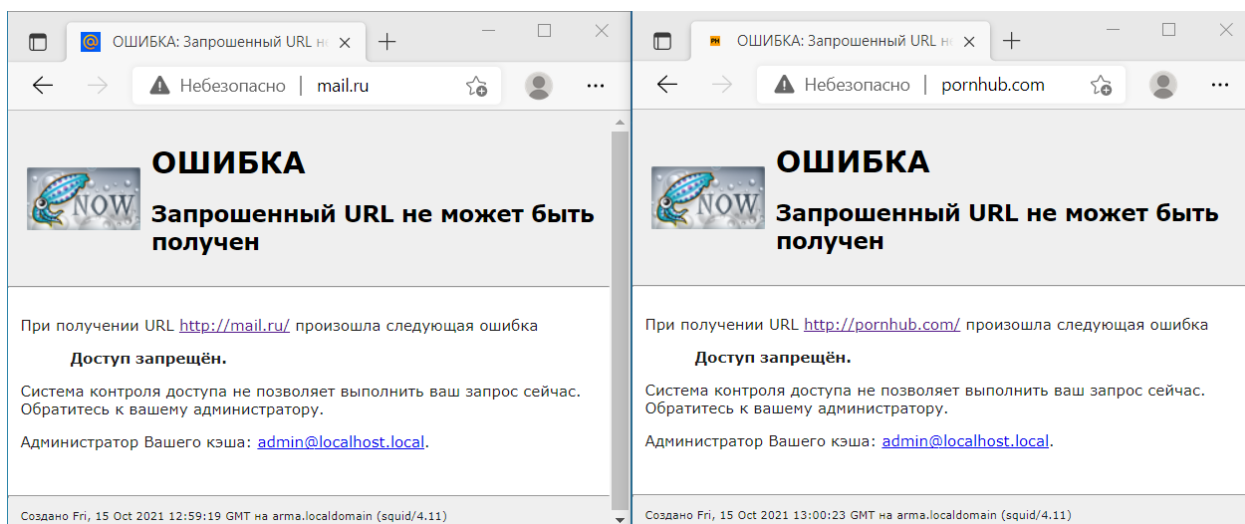 ОШИБКА: Запрошенный URL н
Небезопасно | mail.ru
NOW
ОШИБКА
Запрошенный URL не может быть
получен
При получении URL http://mail.ru/ произошла следующая ошибка
Доступ запрещён.
Система контроля доступа не позволяет выполнить ваш запрос сейчас.
Обратитесь к вашему администратору.
Администратор Вашего кэша: admin@localhost.local.
Создано Fri, 15 Oct 2021 12:59:19 GMT на arma.localdomain (squid/4.11)
PH ОШИБКА: Запрошенный URL н
Небезопасно | pornhub.com
NOW
ОШИБКА
Запрошенный URL не может быть
получен
При получении URL http://pornhub.com/ произошла следующая ошибка
Доступ запрещён.
Система контроля доступа не позволяет выполнить ваш запрос сейчас.
Обратитесь к вашему администратору.
Администратор Вашего кэша: admin@localhost.local.
Создано Fri, 15 Oct 2021 13:00:23 GMT на arma.localdomain (squid/4.11)